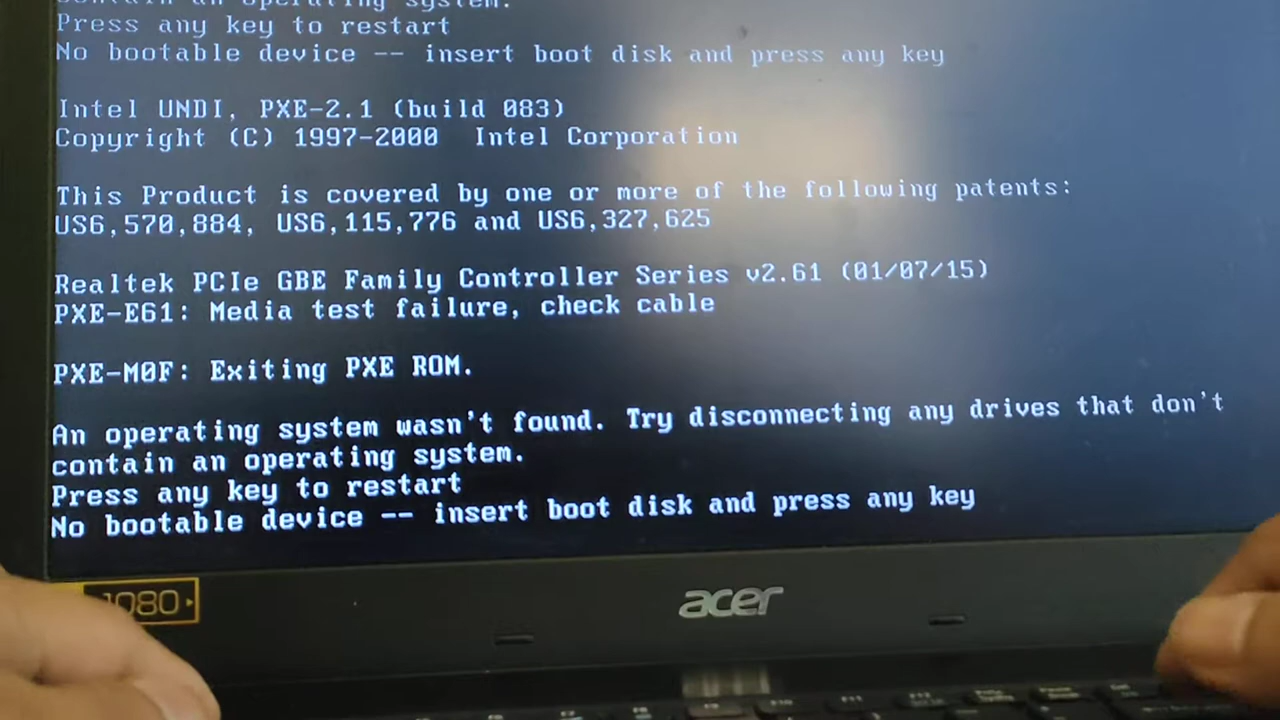 contain an operating system.
Press any key to restart
No bootable device -- insert boot disk and press any key
Intel UNDI, PXE-2.1 (build 083)
Copyright (C) 1997-2000 Intel Corporation
This Product is covered by one or more of the following patents:
US6,570,884, US6,115,776 and US6,327,625
Realtek PCIe GBE Family Controller Series v2.61 (01/07/15)
PXE-E61: Media test failure, check cable
PXE-M0F: Exiting PXE ROM.
An operating system wasn't found. Try disconnecting any drives that don't
contain an operating system.
Press any key to restart
No bootable device -- insert boot disk and press any key
1080
acer